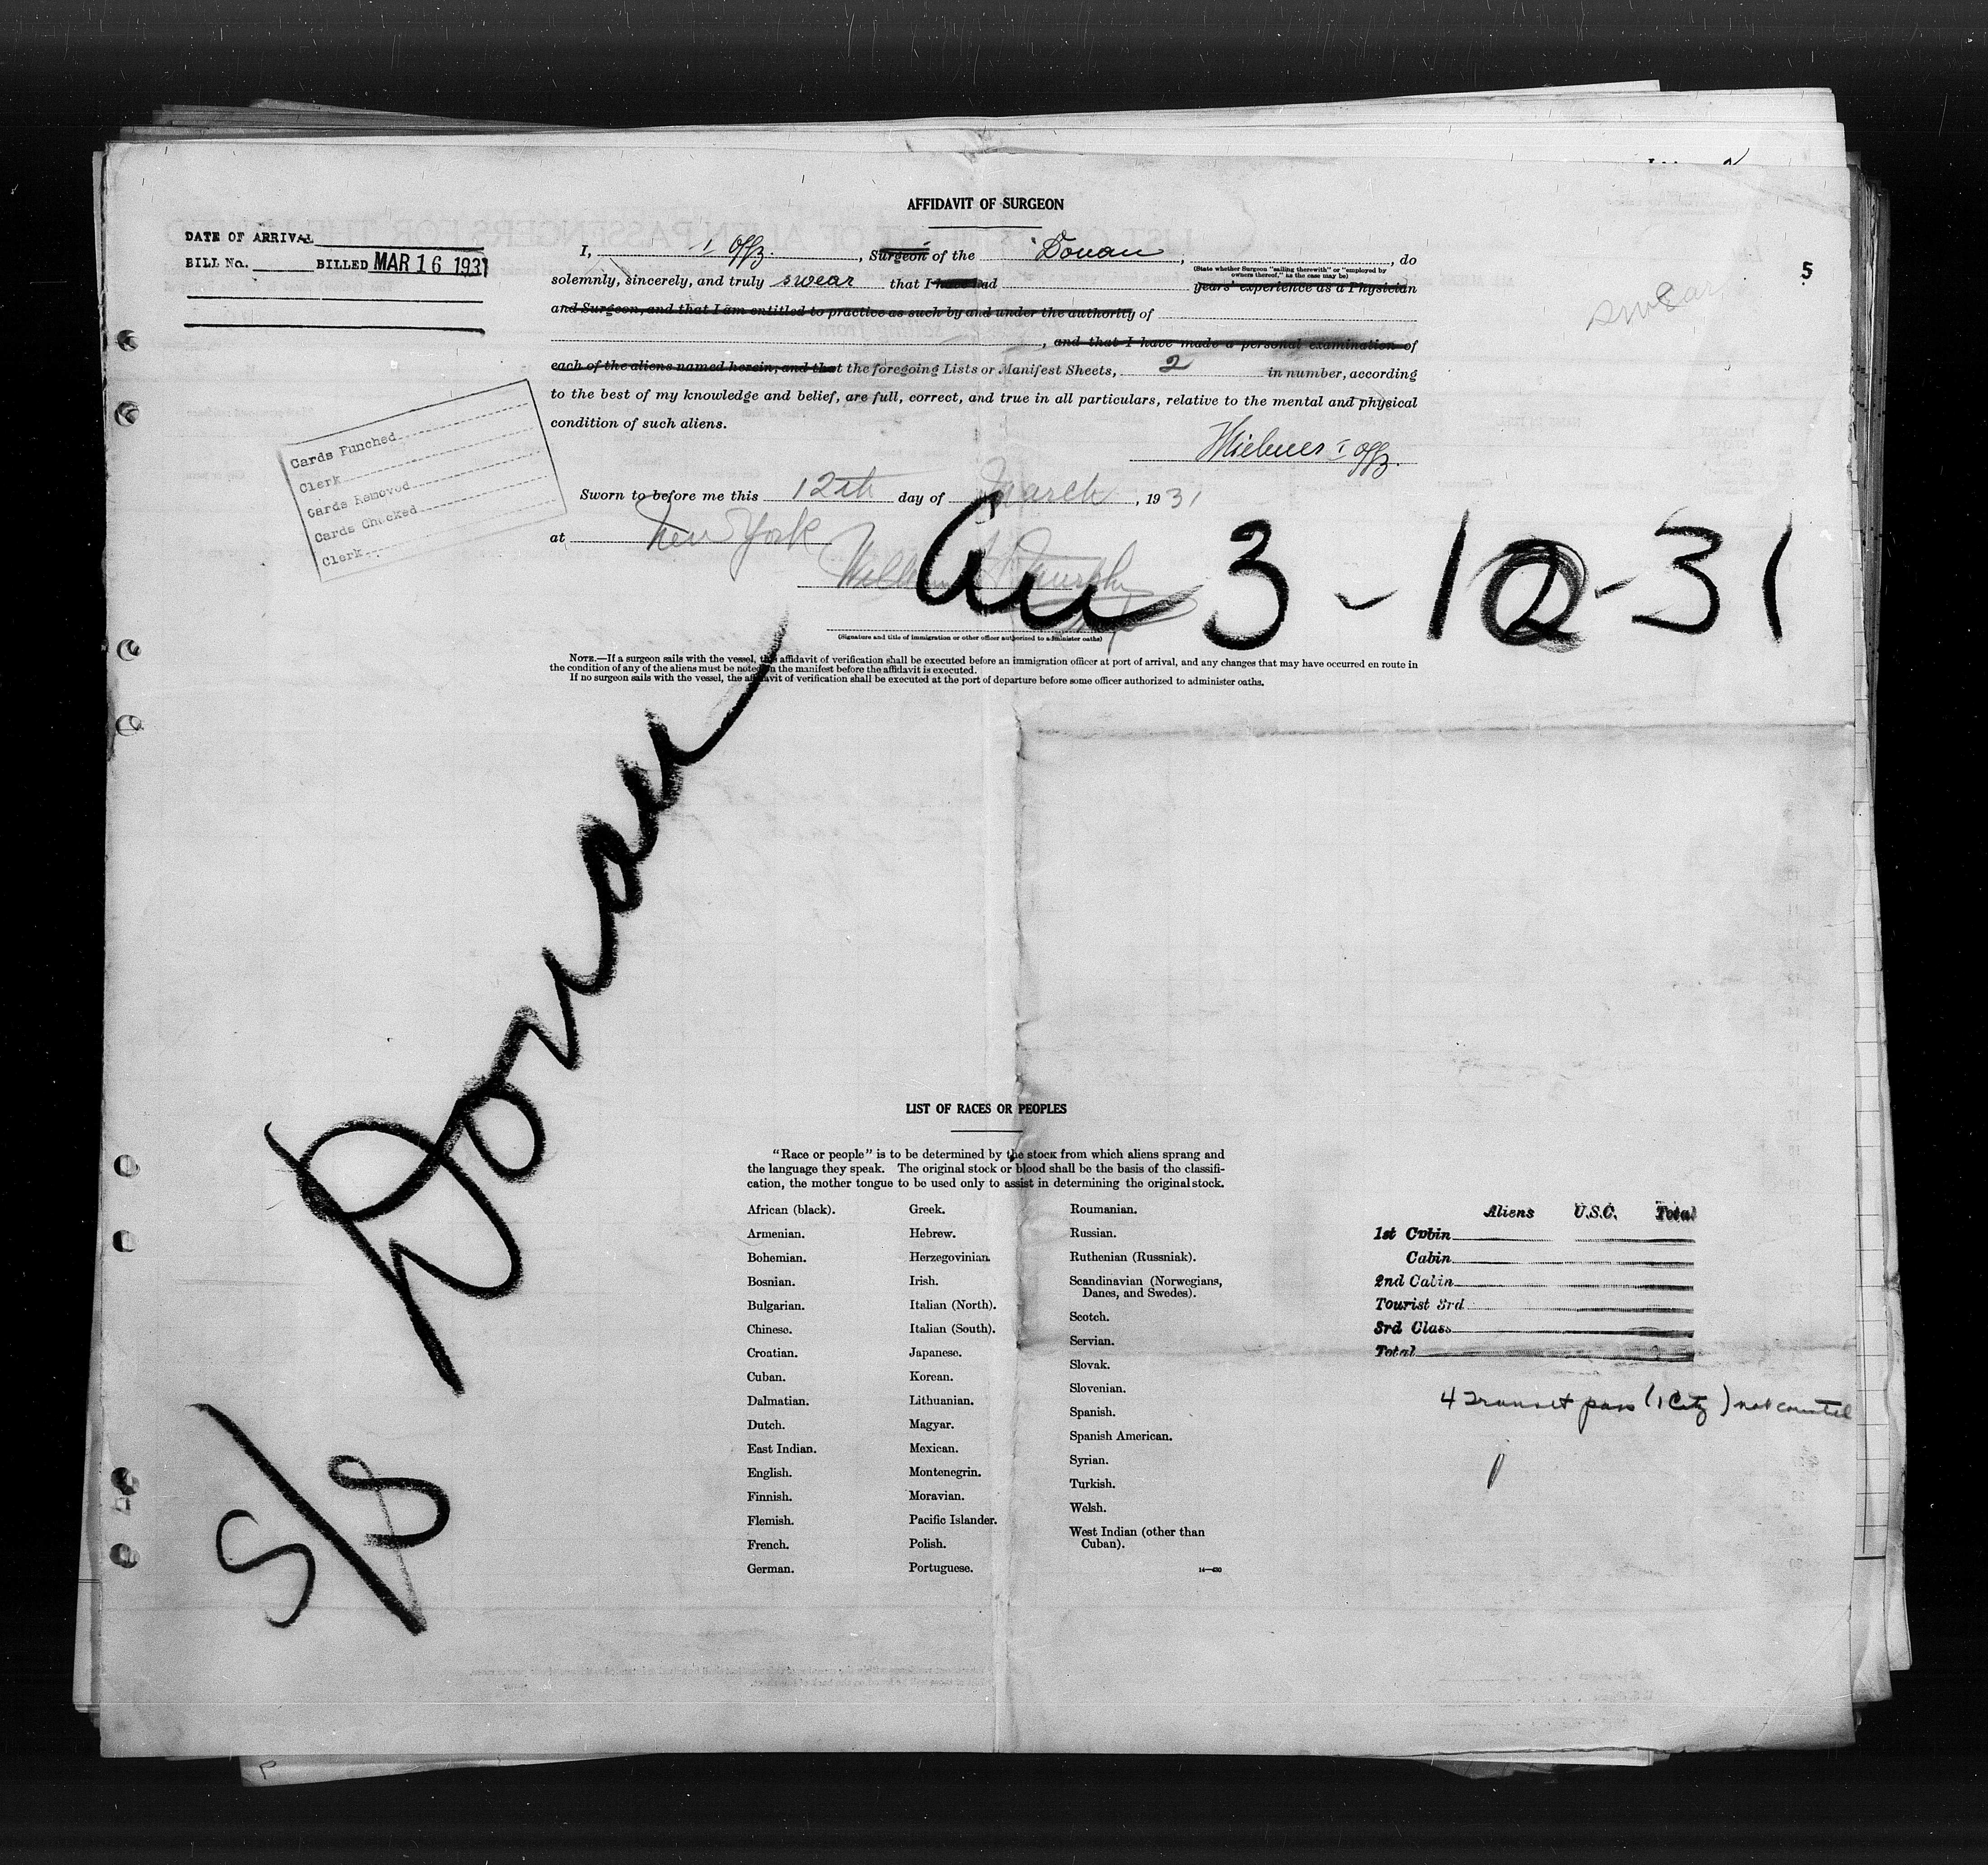 AFFIDAVIT OF SURGEON
DATE OF ARRIVAL
BILL No. BILLED MAR 16 1931
I, I Offz. , Surgeon of the "Donau , , do
(State whether Surgeon "sailing therewith" or "employed by
owners thereof," as the case may be)
solemnly, sincerely, and truly swear that I have had years' experience as a Physician
and Surgeon, and that I am entitled to practice as such by and under the authority of
, and that I have made a personal examination of
each of the aliens named herein, and that the foregoing Lists or Manifest Sheets, 2 in number, according
to the best of my knowledge and belief, are full, correct, and true in all particulars, relative to the mental and physical
condition of such aliens.
I Offz.
5
swear
Cards Punched
Clerk
Cards Removed
Cards Checked
Clerk
Sworn to before me this 12th day of March , 1931
at New York
William Murphy
Arr 3-12-31
(Signature and title of immigration or other officer authorized to administer oaths)
NOTE.—If a surgeon sails with the vessel, this affidavit of verification shall be executed before an immigration officer at port of arrival, and any changes that may have occurred en route in
the condition of any of the aliens must be noted on the manifest before the affidavit is executed.
If no surgeon sails with the vessel, the affidavit of verification shall be executed at the port of departure before some officer authorized to administer oaths.
S/S Donau
LIST OF RACES OR PEOPLES
"Race or people" is to be determined by the stock from which aliens sprang and
the language they speak. The original stock or blood shall be the basis of the classifi-
cation, the mother tongue to be used only to assist in determining the original stock.
African (black).
Armenian.
Bohemian.
Bosnian.
Bulgarian.
Chinese.
Croatian.
Cuban.
Dalmatian.
Dutch.
East Indian.
English.
Finnish.
Flemish.
French.
German.
Greek.
Hebrew.
Herzegovinian.
Irish.
Italian (North).
Italian (South).
Japanese.
Korean.
Lithuanian.
Magyar.
Mexican.
Montenegrin.
Moravian.
Pacific Islander.
Polish.
Portuguese.
Roumanian.
Russian.
Ruthenian (Russniak).
Scandinavian (Norwegians,
Danes, and Swedes).
Scotch.
Servian.
Slovak.
Slovenian.
Spanish.
Spanish American.
Syrian.
Turkish.
Welsh.
West Indian (other than
Cuban).
14—430
Aliens U.S.C. Total
1st Cabin
Cabin
2nd Cabin
Tourist 3rd
3rd Class
Total
4 transit pass (1 Citz) not counted